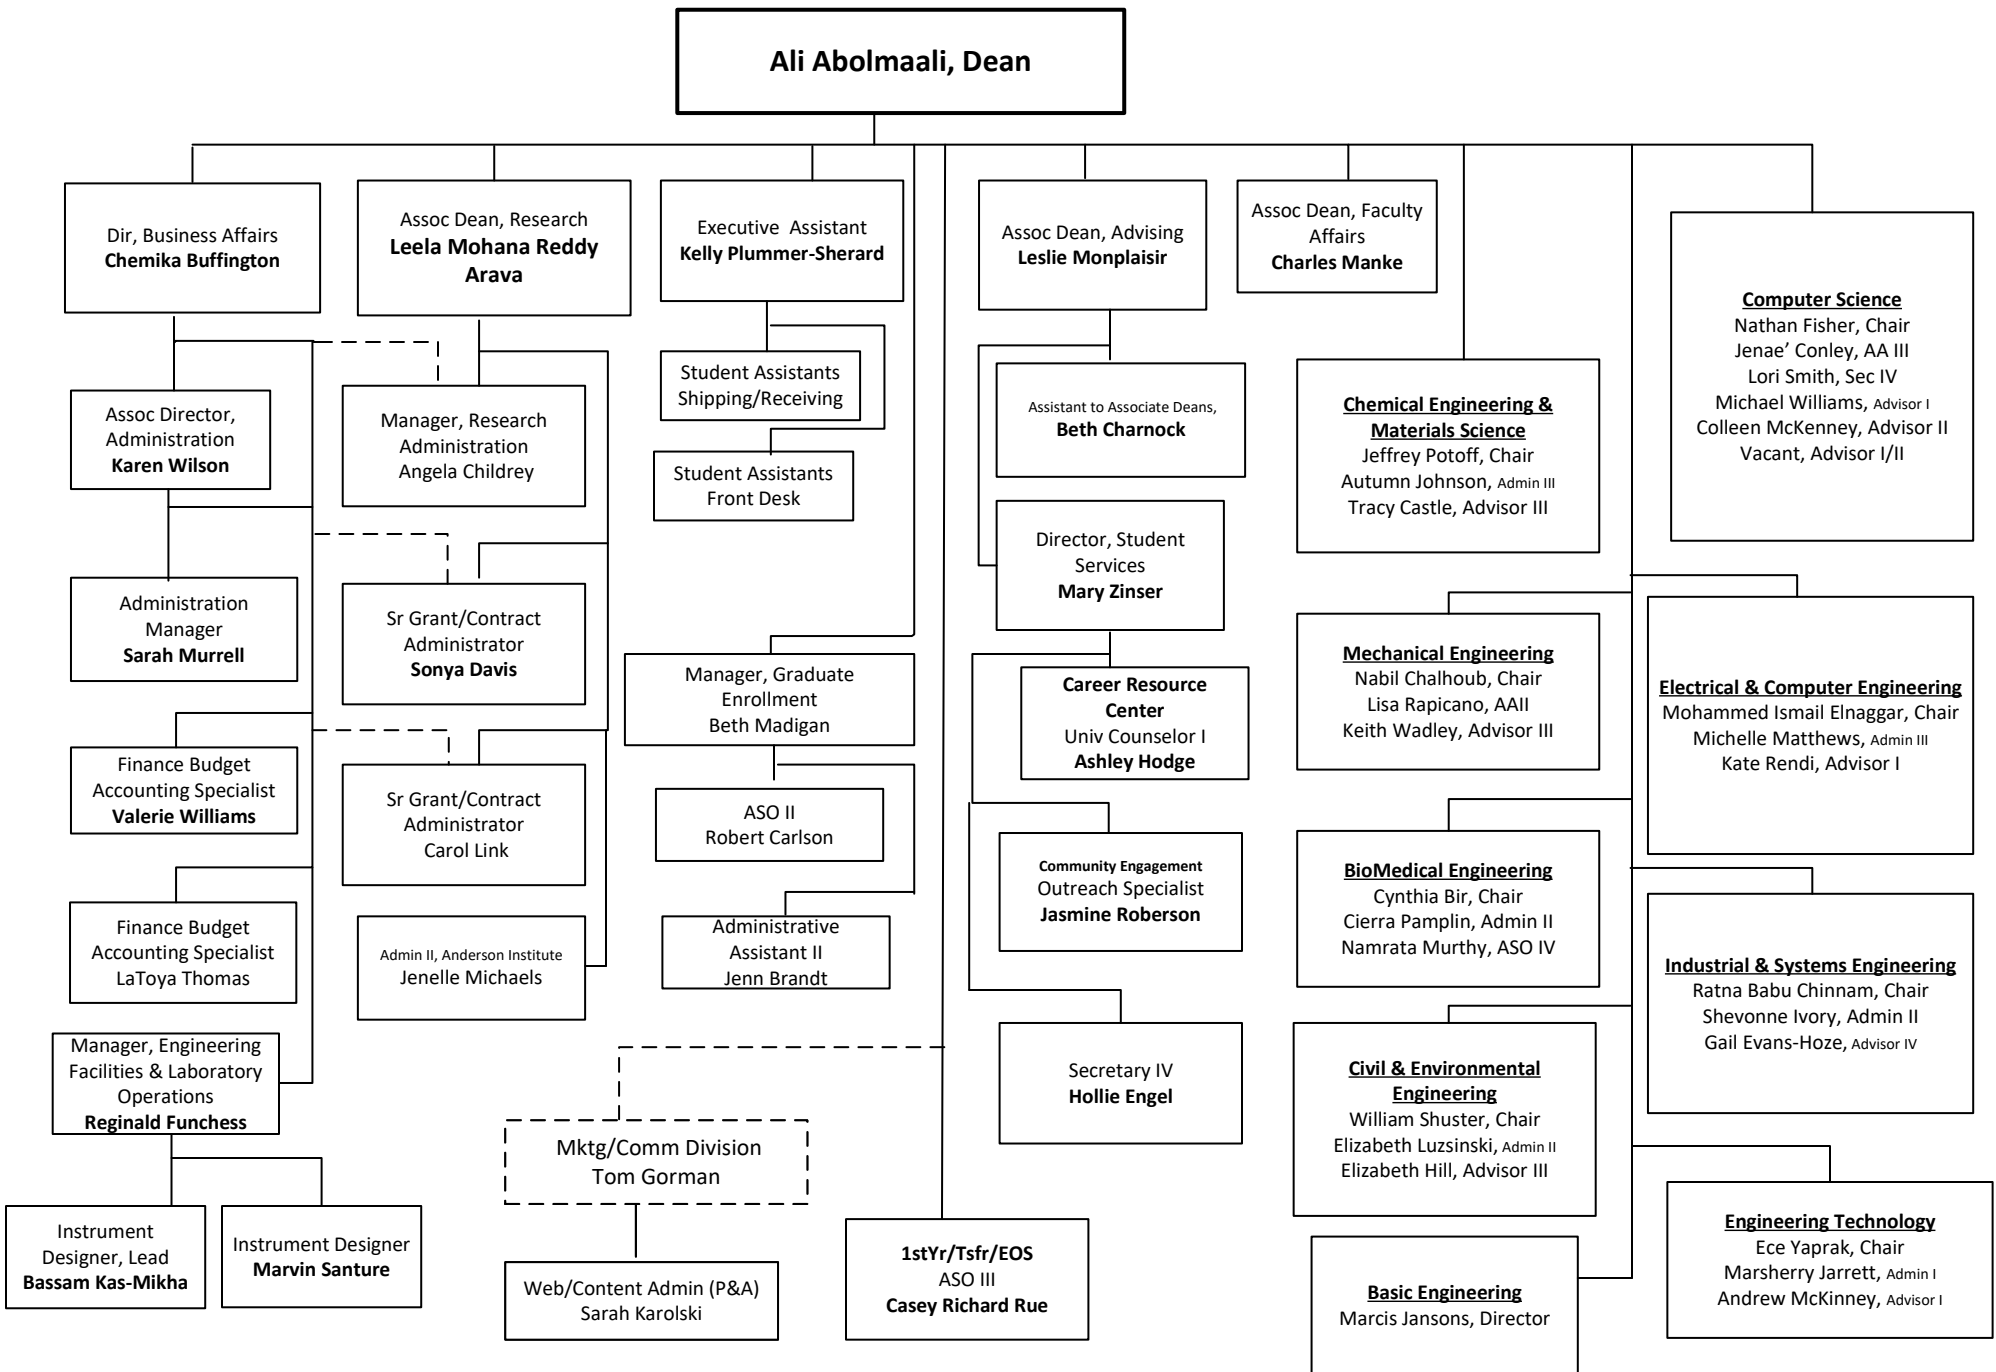 Ali Abolmaali, Dean
Dir, Business Affairs
Chemika Buffington
Assoc Dean, Research
Leela Mohana Reddy
Arava
Executive Assistant
Kelly Plummer-Sherard
Assoc Dean, Advising
Leslie Monplaisir
Assoc Dean, Faculty
Affairs
Charles Manke
Computer Science
Nathan Fisher, Chair
Jenae’ Conley, AA III
Lori Smith, Sec IV
Michael Williams, Advisor I
Colleen McKenney, Advisor II
Vacant, Advisor I/II
Assoc Director,
Administration
Karen Wilson
Manager, Research
Administration
Angela Childrey
Student Assistants
Shipping/Receiving
Student Assistants
Front Desk
Assistant to Associate Deans,
Beth Charnock
Chemical Engineering &
Materials Science
Jeffrey Potoff, Chair
Autumn Johnson, Admin III
Tracy Castle, Advisor III
Director, Student
Services
Mary Zinser
Administration
Manager
Sarah Murrell
Sr Grant/Contract
Administrator
Sonya Davis
Manager, Graduate
Enrollment
Beth Madigan
Career Resource
Center
Univ Counselor I
Ashley Hodge
Mechanical Engineering
Nabil Chalhoub, Chair
Lisa Rapicano, AAII
Keith Wadley, Advisor III
Electrical & Computer Engineering
Mohammed Ismail Elnaggar, Chair
Michelle Matthews, Admin III
Kate Rendi, Advisor I
Finance Budget
Accounting Specialist
Valerie Williams
Sr Grant/Contract
Administrator
Carol Link
ASO II
Robert Carlson
Community Engagement
Outreach Specialist
Jasmine Roberson
BioMedical Engineering
Cynthia Bir, Chair
Cierra Pamplin, Admin II
Namrata Murthy, ASO IV
Industrial & Systems Engineering
Ratna Babu Chinnam, Chair
Shevonne Ivory, Admin II
Gail Evans-Hoze, Advisor IV
Finance Budget
Accounting Specialist
LaToya Thomas
Admin II, Anderson Institute
Jenelle Michaels
Administrative
Assistant II
Jenn Brandt
Manager, Engineering
Facilities & Laboratory
Operations
Reginald Funchess
Secretary IV
Hollie Engel
Civil & Environmental
Engineering
William Shuster, Chair
Elizabeth Luzsinski, Admin II
Elizabeth Hill, Advisor III
Mktg/Comm Division
Tom Gorman
Instrument
Designer, Lead
Bassam Kas-Mikha
Instrument Designer
Marvin Santure
Web/Content Admin (P&A)
Sarah Karolski
1stYr/Tsfr/EOS
ASO III
Casey Richard Rue
Basic Engineering
Marcis Jansons, Director
Engineering Technology
Ece Yaprak, Chair
Marsherry Jarrett, Admin I
Andrew McKinney, Advisor I